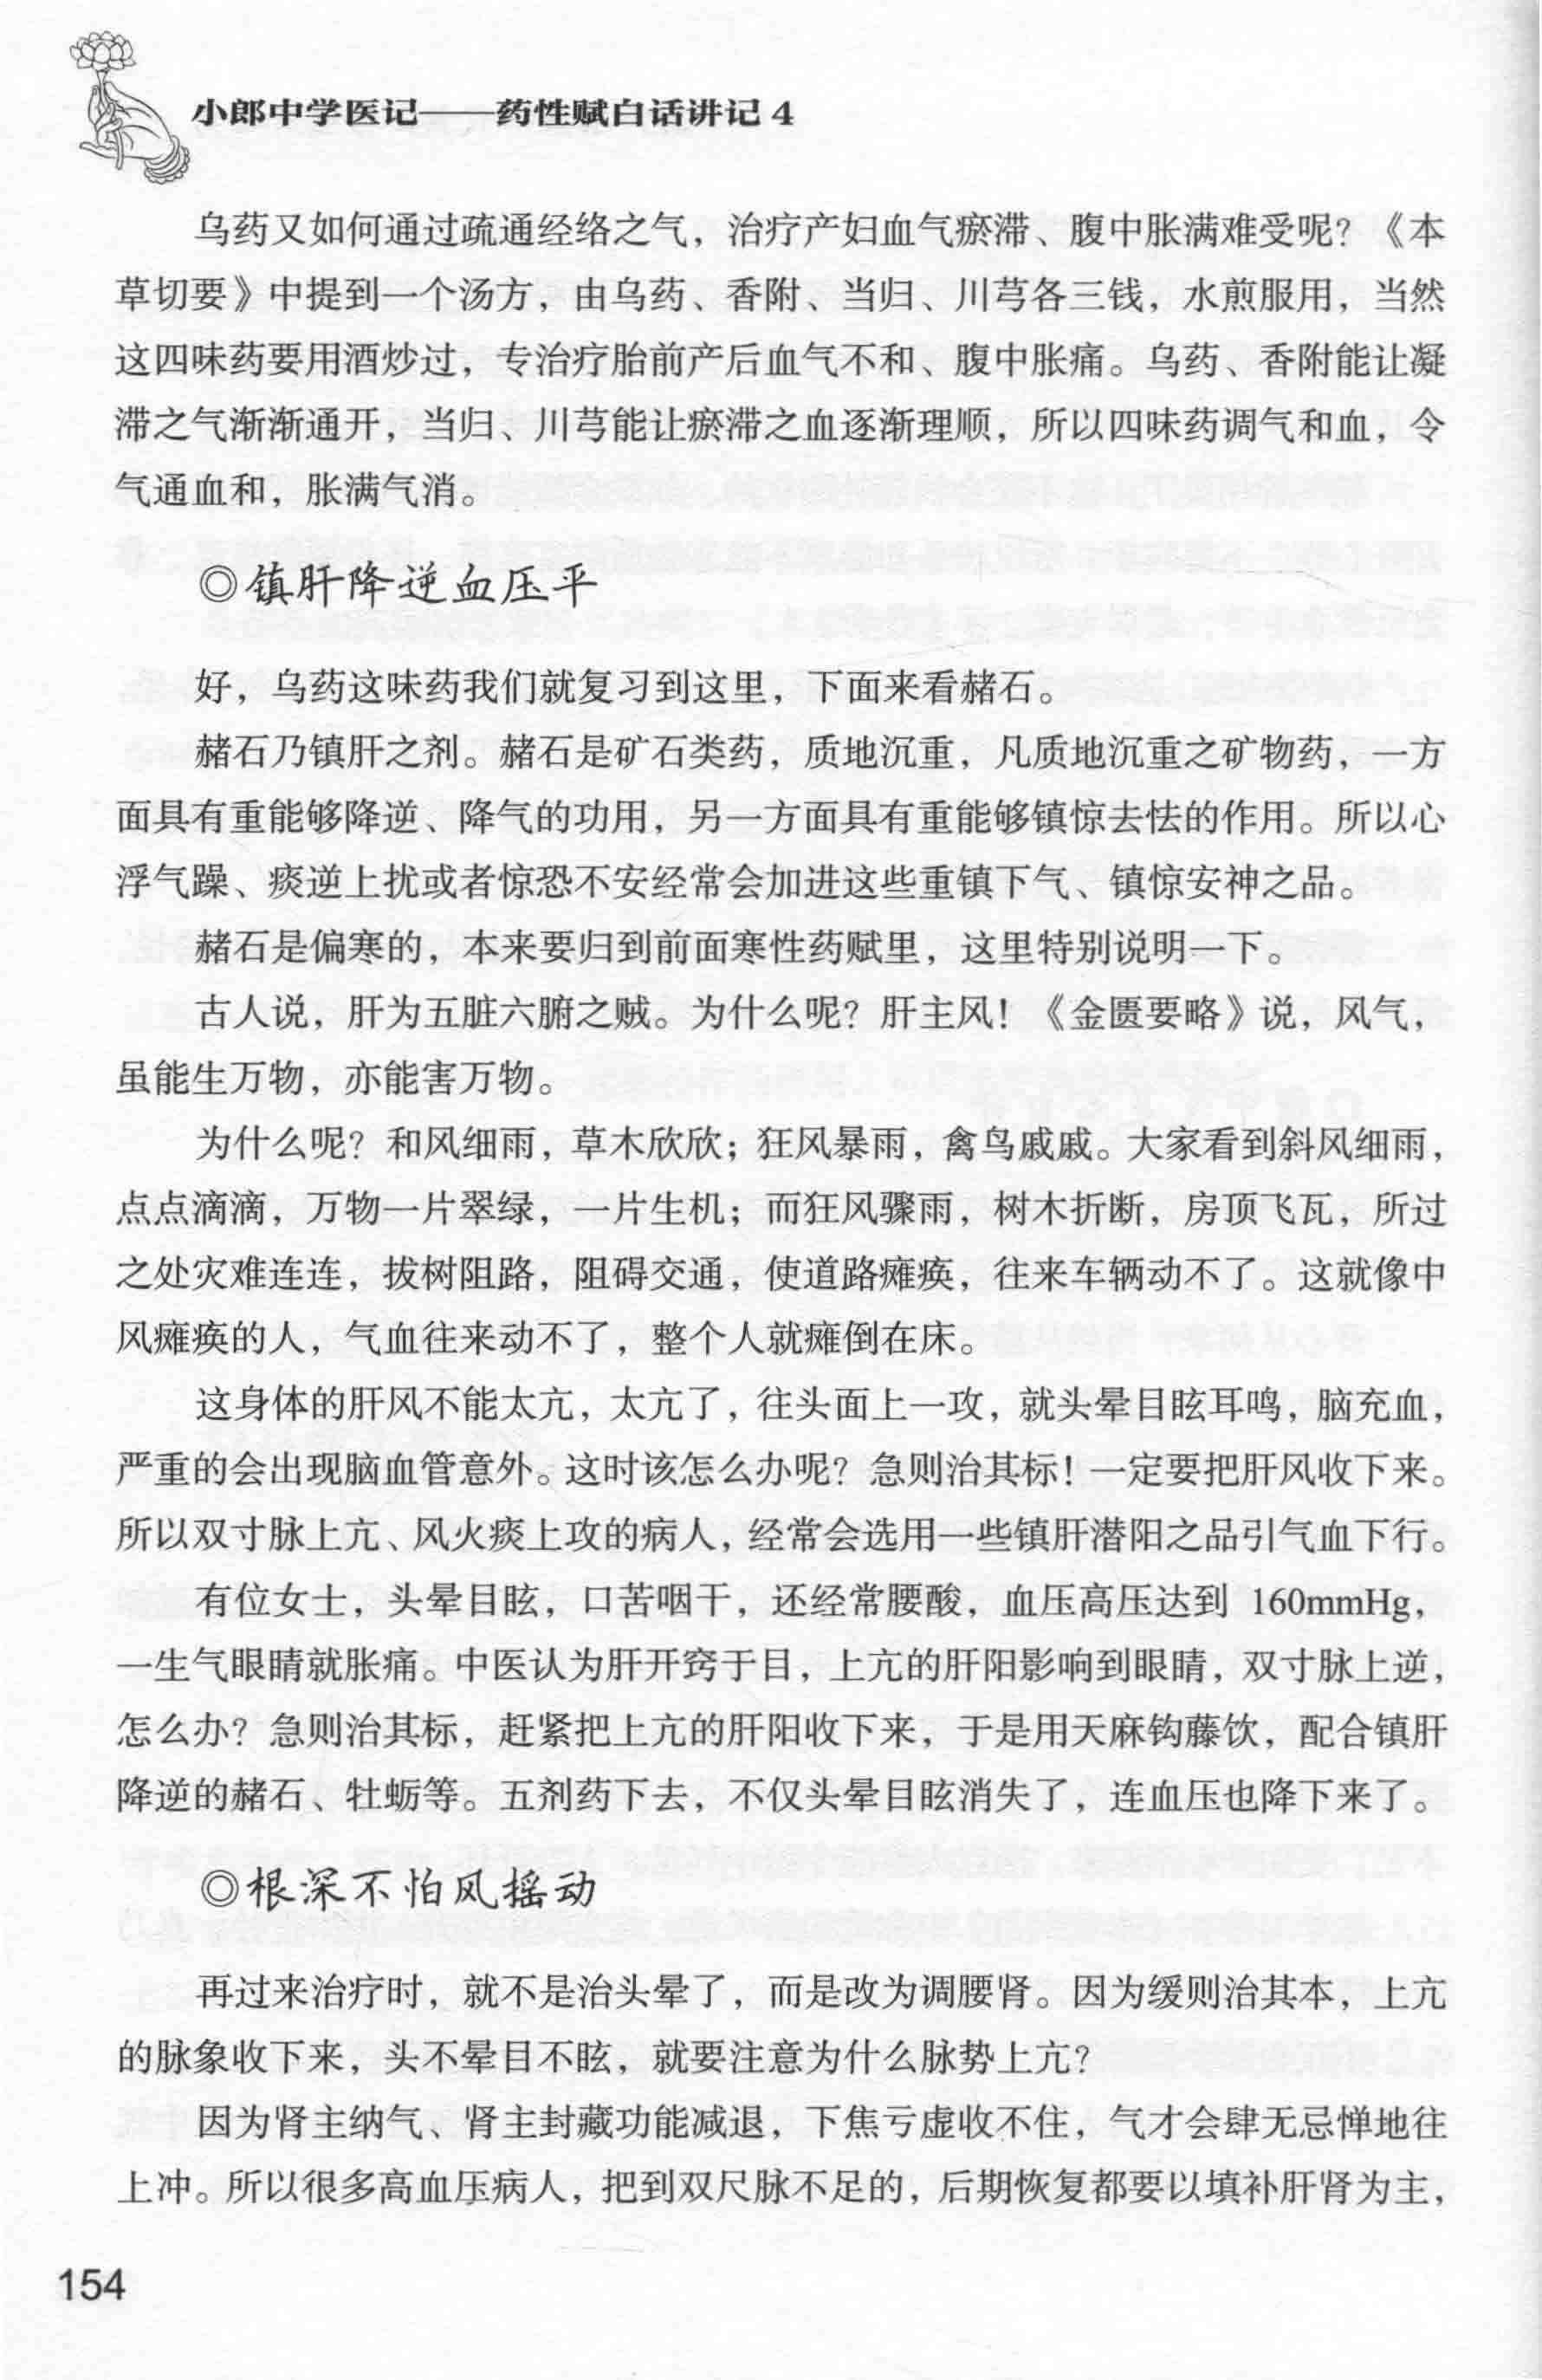 小郎中学医记——药性赋白话讲记4
乌药又如何通过疏通经络之气，治疗产妇血气瘀滞、腹中胀满难受呢？《本
草切要》中提到一个汤方，由乌药、香附、当归、川芎各三钱，水煎服用，当然
这四味药要用酒炒过，专治疗胎前产后血气不和、腹中胀痛。乌药、香附能让凝
滞之气渐渐通开，当归、川芎能让瘀滞之血逐渐理顺，所以四味药调气和血，令
气通血和，胀满气消。
◎镇肝降逆血压平
好，乌药这味药我们就复习到这里，下面来看赭石。
赭石乃镇肝之剂。赭石是矿石类药，质地沉重，凡质地沉重之矿物药，一方
面具有重能够降逆、降气的功用，另一方面具有重能够镇惊去怯的作用。所以心
浮气躁、痰逆上扰或者惊恐不安经常会加进这些重镇下气、镇惊安神之品。
赭石是偏寒的，本来要归到前面寒性药赋里，这里特别说明一下。
古人说，肝为五脏六腑之贼。为什么呢？肝主风！《金匮要略》说，风气，
虽能生万物，亦能害万物。
为什么呢？和风细雨，草木欣欣；狂风暴雨，禽鸟戚戚。大家看到斜风细雨，
点点滴滴，万物一片翠绿，一片生机；而狂风骤雨，树木折断，房顶飞瓦，所过
之处灾难连连，拔树阻路，阻碍交通，使道路瘫痪，往来车辆动不了。这就像中
风瘫痪的人，气血往来动不了，整个人就瘫倒在床。
这身体的肝风不能太亢，太亢了，往头面上一攻，就头晕目眩耳鸣，脑充血，
严重的会出现脑血管意外。这时该怎么办呢？急则治其标！一定要把肝风收下来。
所以双寸脉上亢、风火痰上攻的病人，经常会选用一些镇肝潜阳之品引气血下行。
有位女士，头晕目眩，口苦咽干，还经常腰酸，血压高压达到 160mmHg，
一生气眼睛就胀痛。中医认为肝开窍于目，上亢的肝阳影响到眼睛，双寸脉上逆，
怎么办？急则治其标，赶紧把上亢的肝阳收下来，于是用天麻钩藤饮，配合镇肝
降逆的赭石、牡蛎等。五剂药下去，不仅头晕目眩消失了，连血压也降下来了。
◎根深不怕风摇动
再过来治疗时，就不是治头晕了，而是改为调腰肾。因为缓则治其本，上亢
的脉象收下来，头不晕目不眩，就要注意为什么脉势上亢？
因为肾主纳气、肾主封藏功能减退，下焦亏虚收不住，气才会肆无忌惮地往
上冲。所以很多高血压病人，把到双尺脉不足的，后期恢复都要以填补肝肾为主，
154